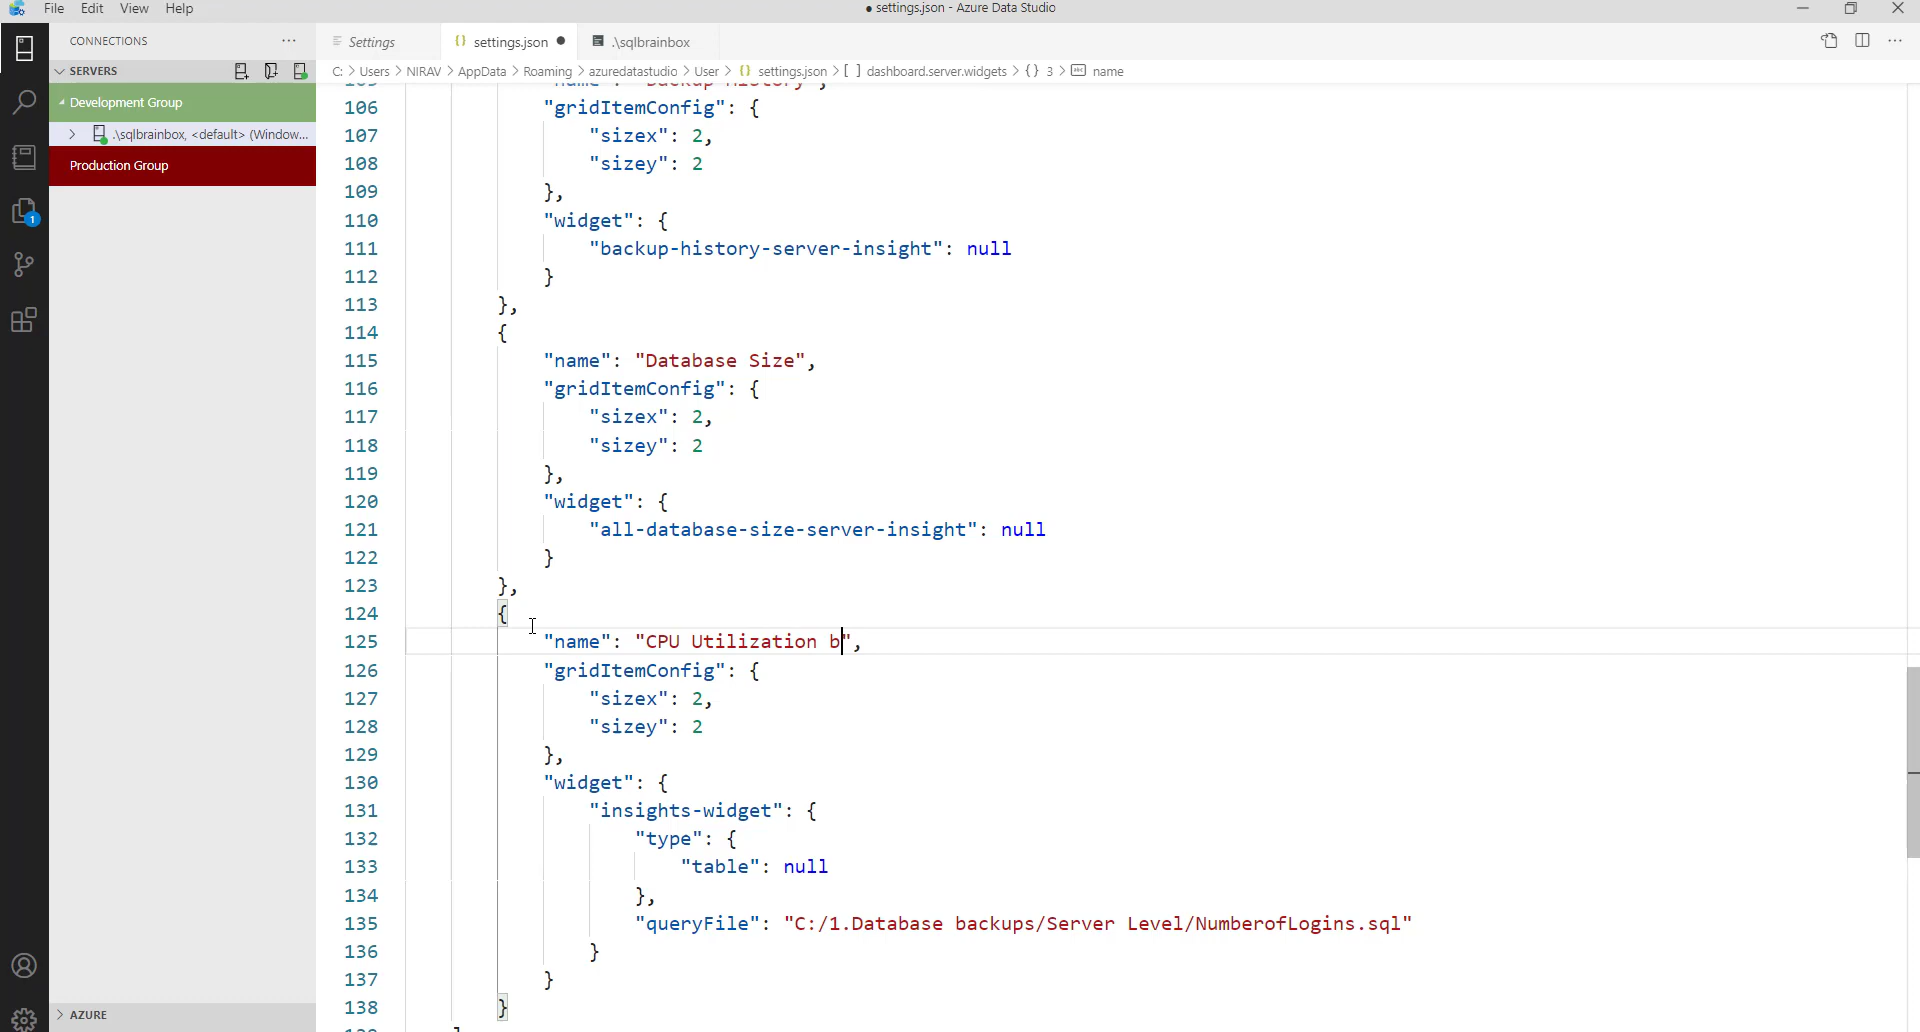 File Edit View Help
● settings.json - Azure Data Studio
CONNECTIONS
Settings
settings.json ●
.\sqlbrainbox
SERVERS
C: > Users > NIRAV > AppData > Roaming > azuredatastudio > User > {} settings.json > [ ] dashboard.server.widgets > {} 3 > name
Development Group
.\sqlbrainbox, <default> (Window...
Production Group
1
AZURE
105 "name": "Backup History",
106 "gridItemConfig": {
107 "sizex": 2,
108 "sizey": 2
109 },
110 "widget": {
111 "backup-history-server-insight": null
112 }
113 },
114 {
115 "name": "Database Size",
116 "gridItemConfig": {
117 "sizex": 2,
118 "sizey": 2
119 },
120 "widget": {
121 "all-database-size-server-insight": null
122 }
123 },
124 {
125 "name": "CPU Utilization b",
126 "gridItemConfig": {
127 "sizex": 2,
128 "sizey": 2
129 },
130 "widget": {
131 "insights-widget": {
132 "type": {
133 "table": null
134 },
135 "queryFile": "C:/1.Database backups/Server Level/NumberofLogins.sql"
136 }
137 }
138 }